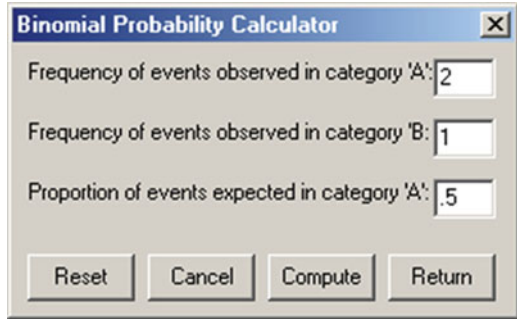 Binomial Probability Calculator
Frequency of events observed in category 'A': 2
Frequency of events observed in category 'B: 1
Proportion of events expected in category 'A': .5
Reset Cancel Compute Return